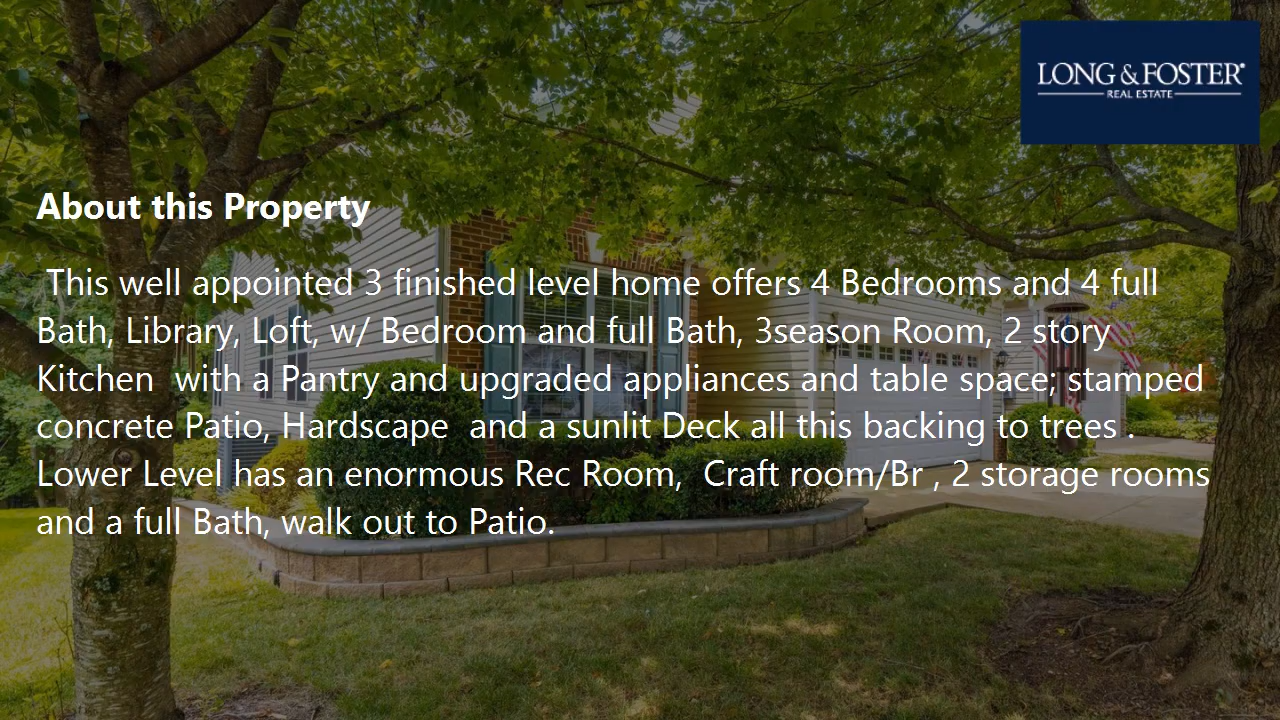 LONG & FOSTER®
REAL ESTATE
About this Property
This well appointed 3 finished level home offers 4 Bedrooms and 4 full
Bath, Library, Loft, w/ Bedroom and full Bath, 3season Room, 2 story
Kitchen  with a Pantry and upgraded appliances and table space; stamped
concrete Patio, Hardscape  and a sunlit Deck all this backing to trees .
Lower Level has an enormous Rec Room,  Craft room/Br , 2 storage rooms
and a full Bath, walk out to Patio.